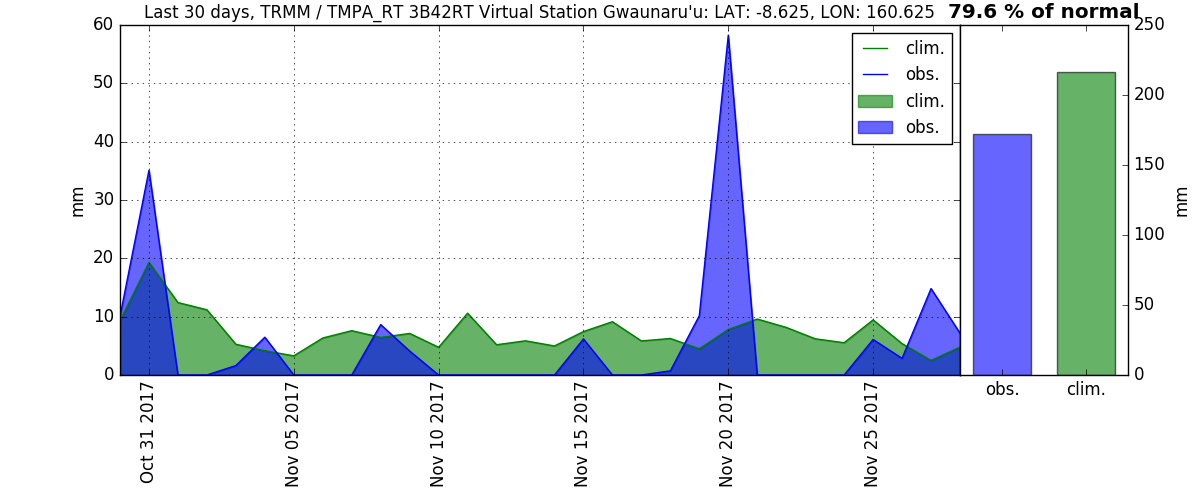 Last 30 days, TRMM / TMPA_RT 3B42RT Virtual Station Gwaunaru'u: LAT: -8.625, LON: 160.625
79.6 % of normal
60
50
40
30
20
10
0
mm
clim.
obs.
clim.
obs.
Oct 31 2017
Nov 05 2017
Nov 10 2017
Nov 15 2017
Nov 20 2017
Nov 25 2017
250
200
150
100
50
0
mm
obs.
clim.